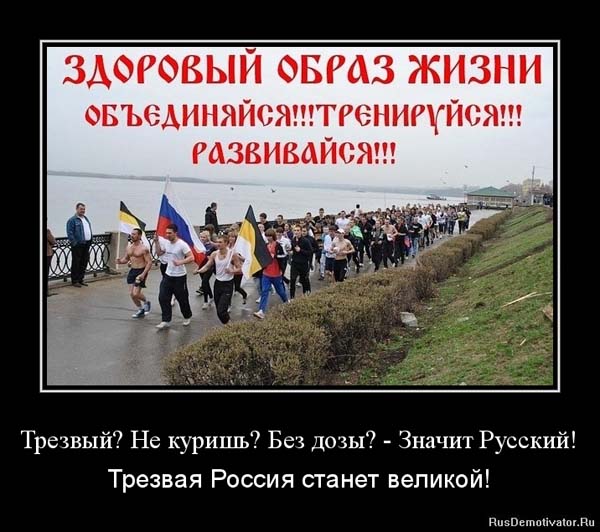 ЗДОРОВЫЙ ОБРАЗ ЖИЗНИ
ОБЪЕДИНЯЙСЯ!!!ТРЕНИРУЙСЯ!!!
РАЗВИВАЙСЯ!!!
Трезвый? Не куришь? Без дозы? - Значит Русский!
Трезвая Россия станет великой!
RusDemotivator.Ru